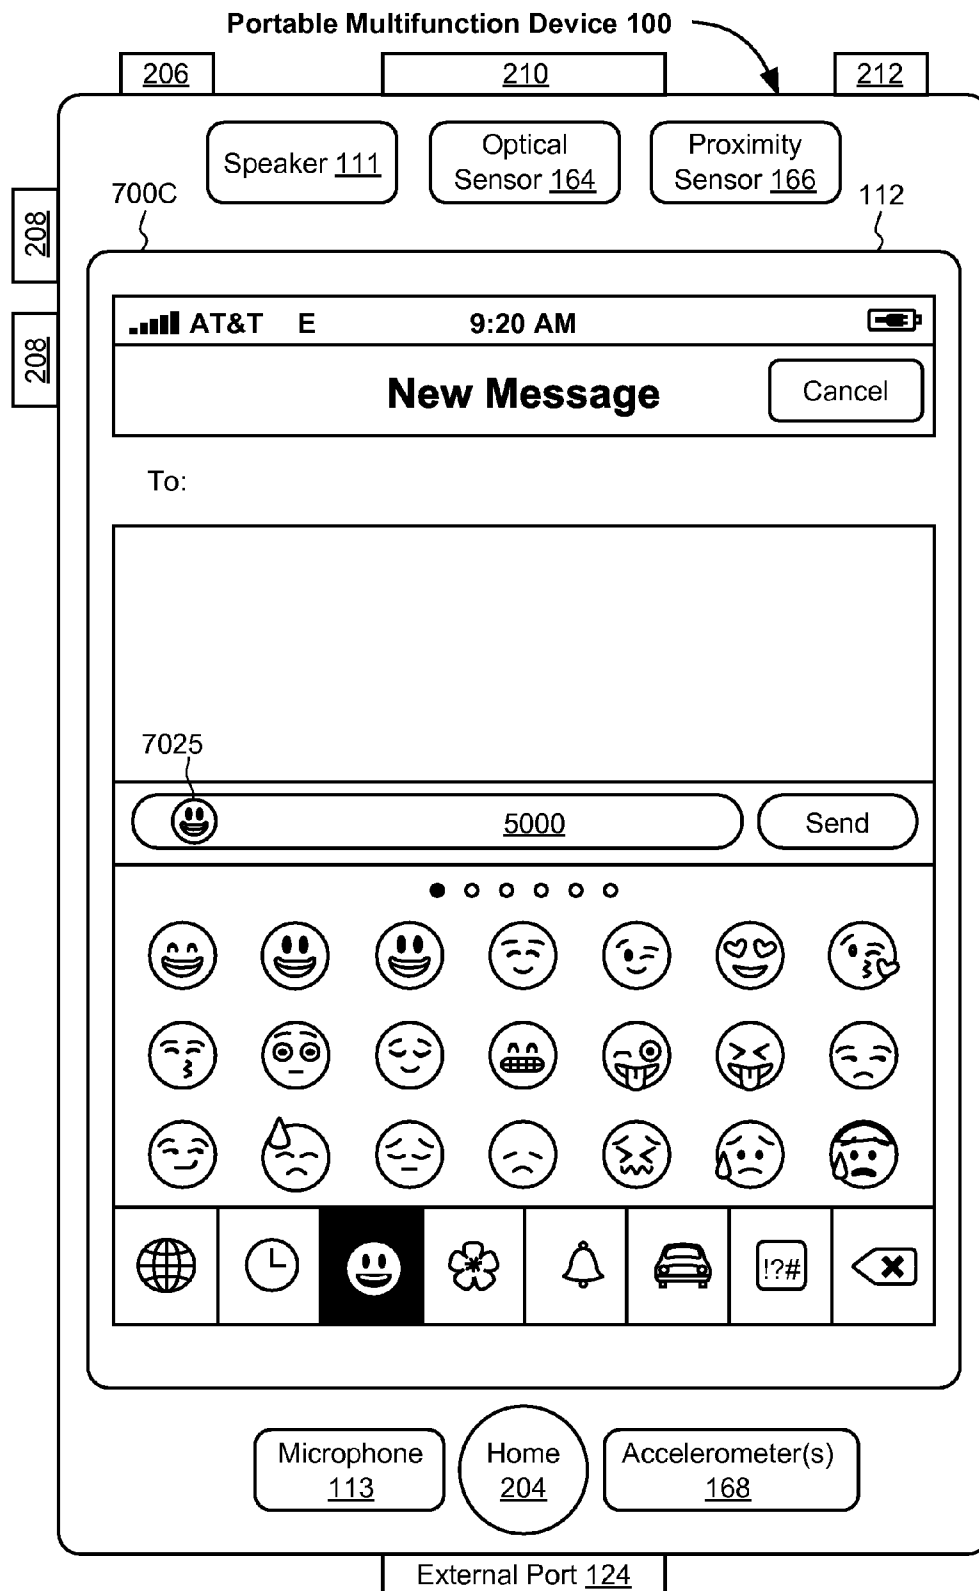 Portable Multifunction Device 100
206
210
212
Speaker 111
Optical
Sensor 164
Proximity
Sensor 166
208
700C
112
208
AT&T E 9:20 AM
New Message
Cancel
To:
7025
5000
Send
!?#
Microphone
113
Home
204
Accelerometer(s)
168
External Port 124